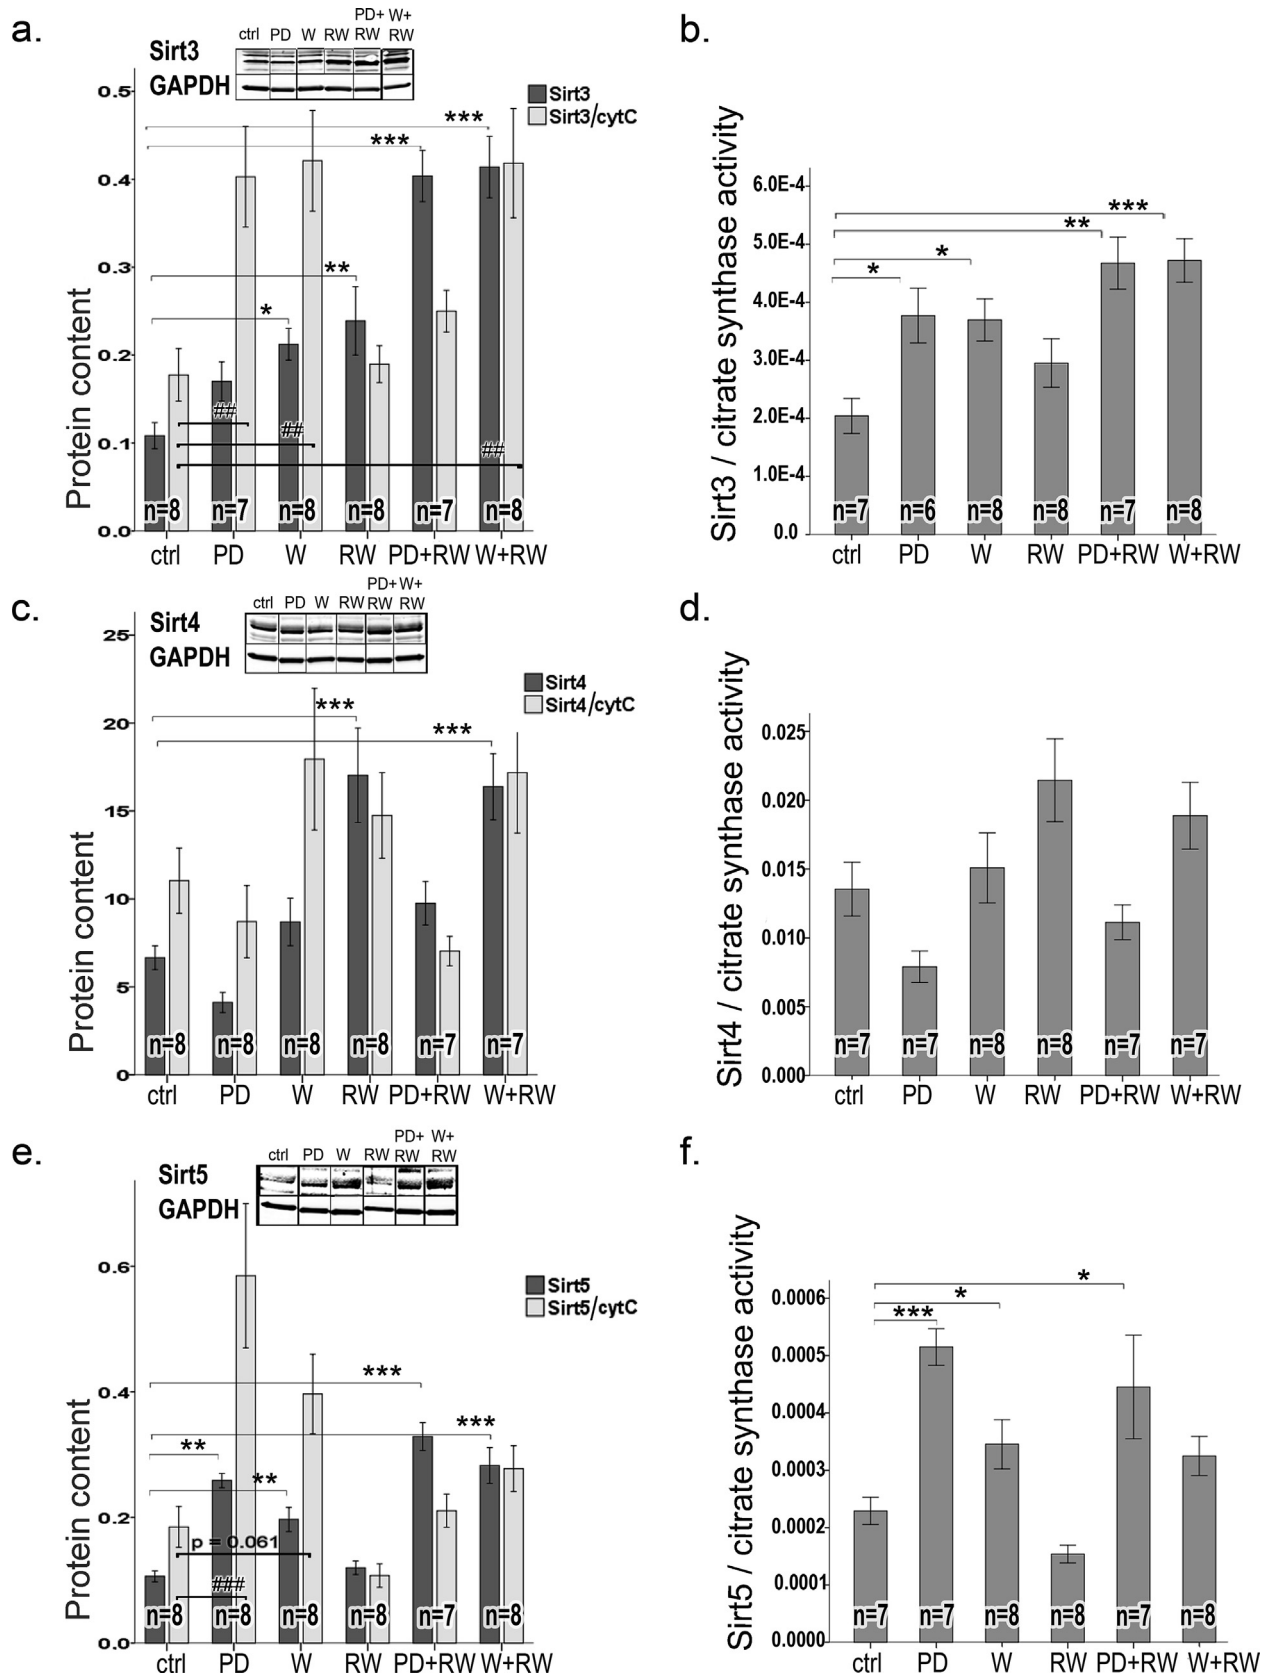 a.
PD+ W+
ctrl PD W RW RW RW
Sirt3
GAPDH
Sirt3
Sirt3/cytC
Protein content
0.5
0.4
0.3
0.2
0.1
0.0
***
***
**
*
##
##
##
n=8 n=7 n=8 n=8 n=7 n=8
ctrl PD W RW PD+RW W+RW
b.
Sirt3 / citrate synthase activity
6.0E-4
5.0E-4
4.0E-4
3.0E-4
2.0E-4
1.0E-4
0.0
***
**
*
*
n=7 n=6 n=8 n=8 n=7 n=8
ctrl PD W RW PD+RW W+RW
c.
PD+ W+
ctrl PD W RW RW RW
Sirt4
GAPDH
Sirt4
Sirt4/cytC
Protein content
25
20
15
10
5
0
***
***
n=8 n=8 n=8 n=8 n=7 n=7
ctrl PD W RW PD+RW W+RW
d.
Sirt4 / citrate synthase activity
0.025
0.020
0.015
0.010
0.005
0.000
n=7 n=7 n=8 n=8 n=7 n=7
ctrl PD W RW PD+RW W+RW
e.
PD+ W+
ctrl PD W RW RW RW
Sirt5
GAPDH
Sirt5
Sirt5/cytC
Protein content
0.6
0.4
0.2
0.0
***
***
**
**
p = 0.061
###
n=8 n=8 n=8 n=8 n=7 n=8
ctrl PD W RW PD+RW W+RW
f.
Sirt5 / citrate synthase activity
0.0006
0.0005
0.0004
0.0003
0.0002
0.0001
0.0000
*
*
***
n=7 n=7 n=8 n=8 n=7 n=8
ctrl PD W RW PD+RW W+RW